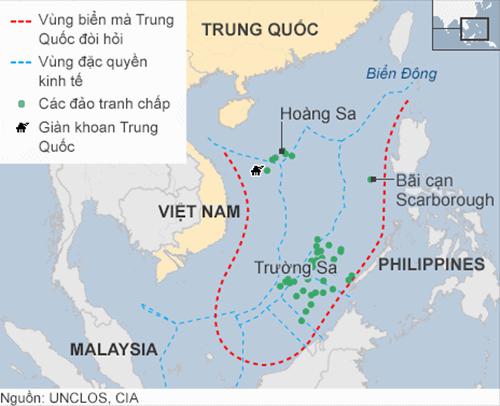 Vùng biển mà Trung
Quốc đòi hỏi
Vùng đặc quyền
kinh tế
Các đảo tranh chấp
Giàn khoan Trung
Quốc
TRUNG QUỐC
Biển Đông
Hoàng Sa
Bãi cạn
Scarborough
VIỆT NAM
Trường Sa
PHILIPPINES
MALAYSIA
Nguồn: UNCLOS, CIA